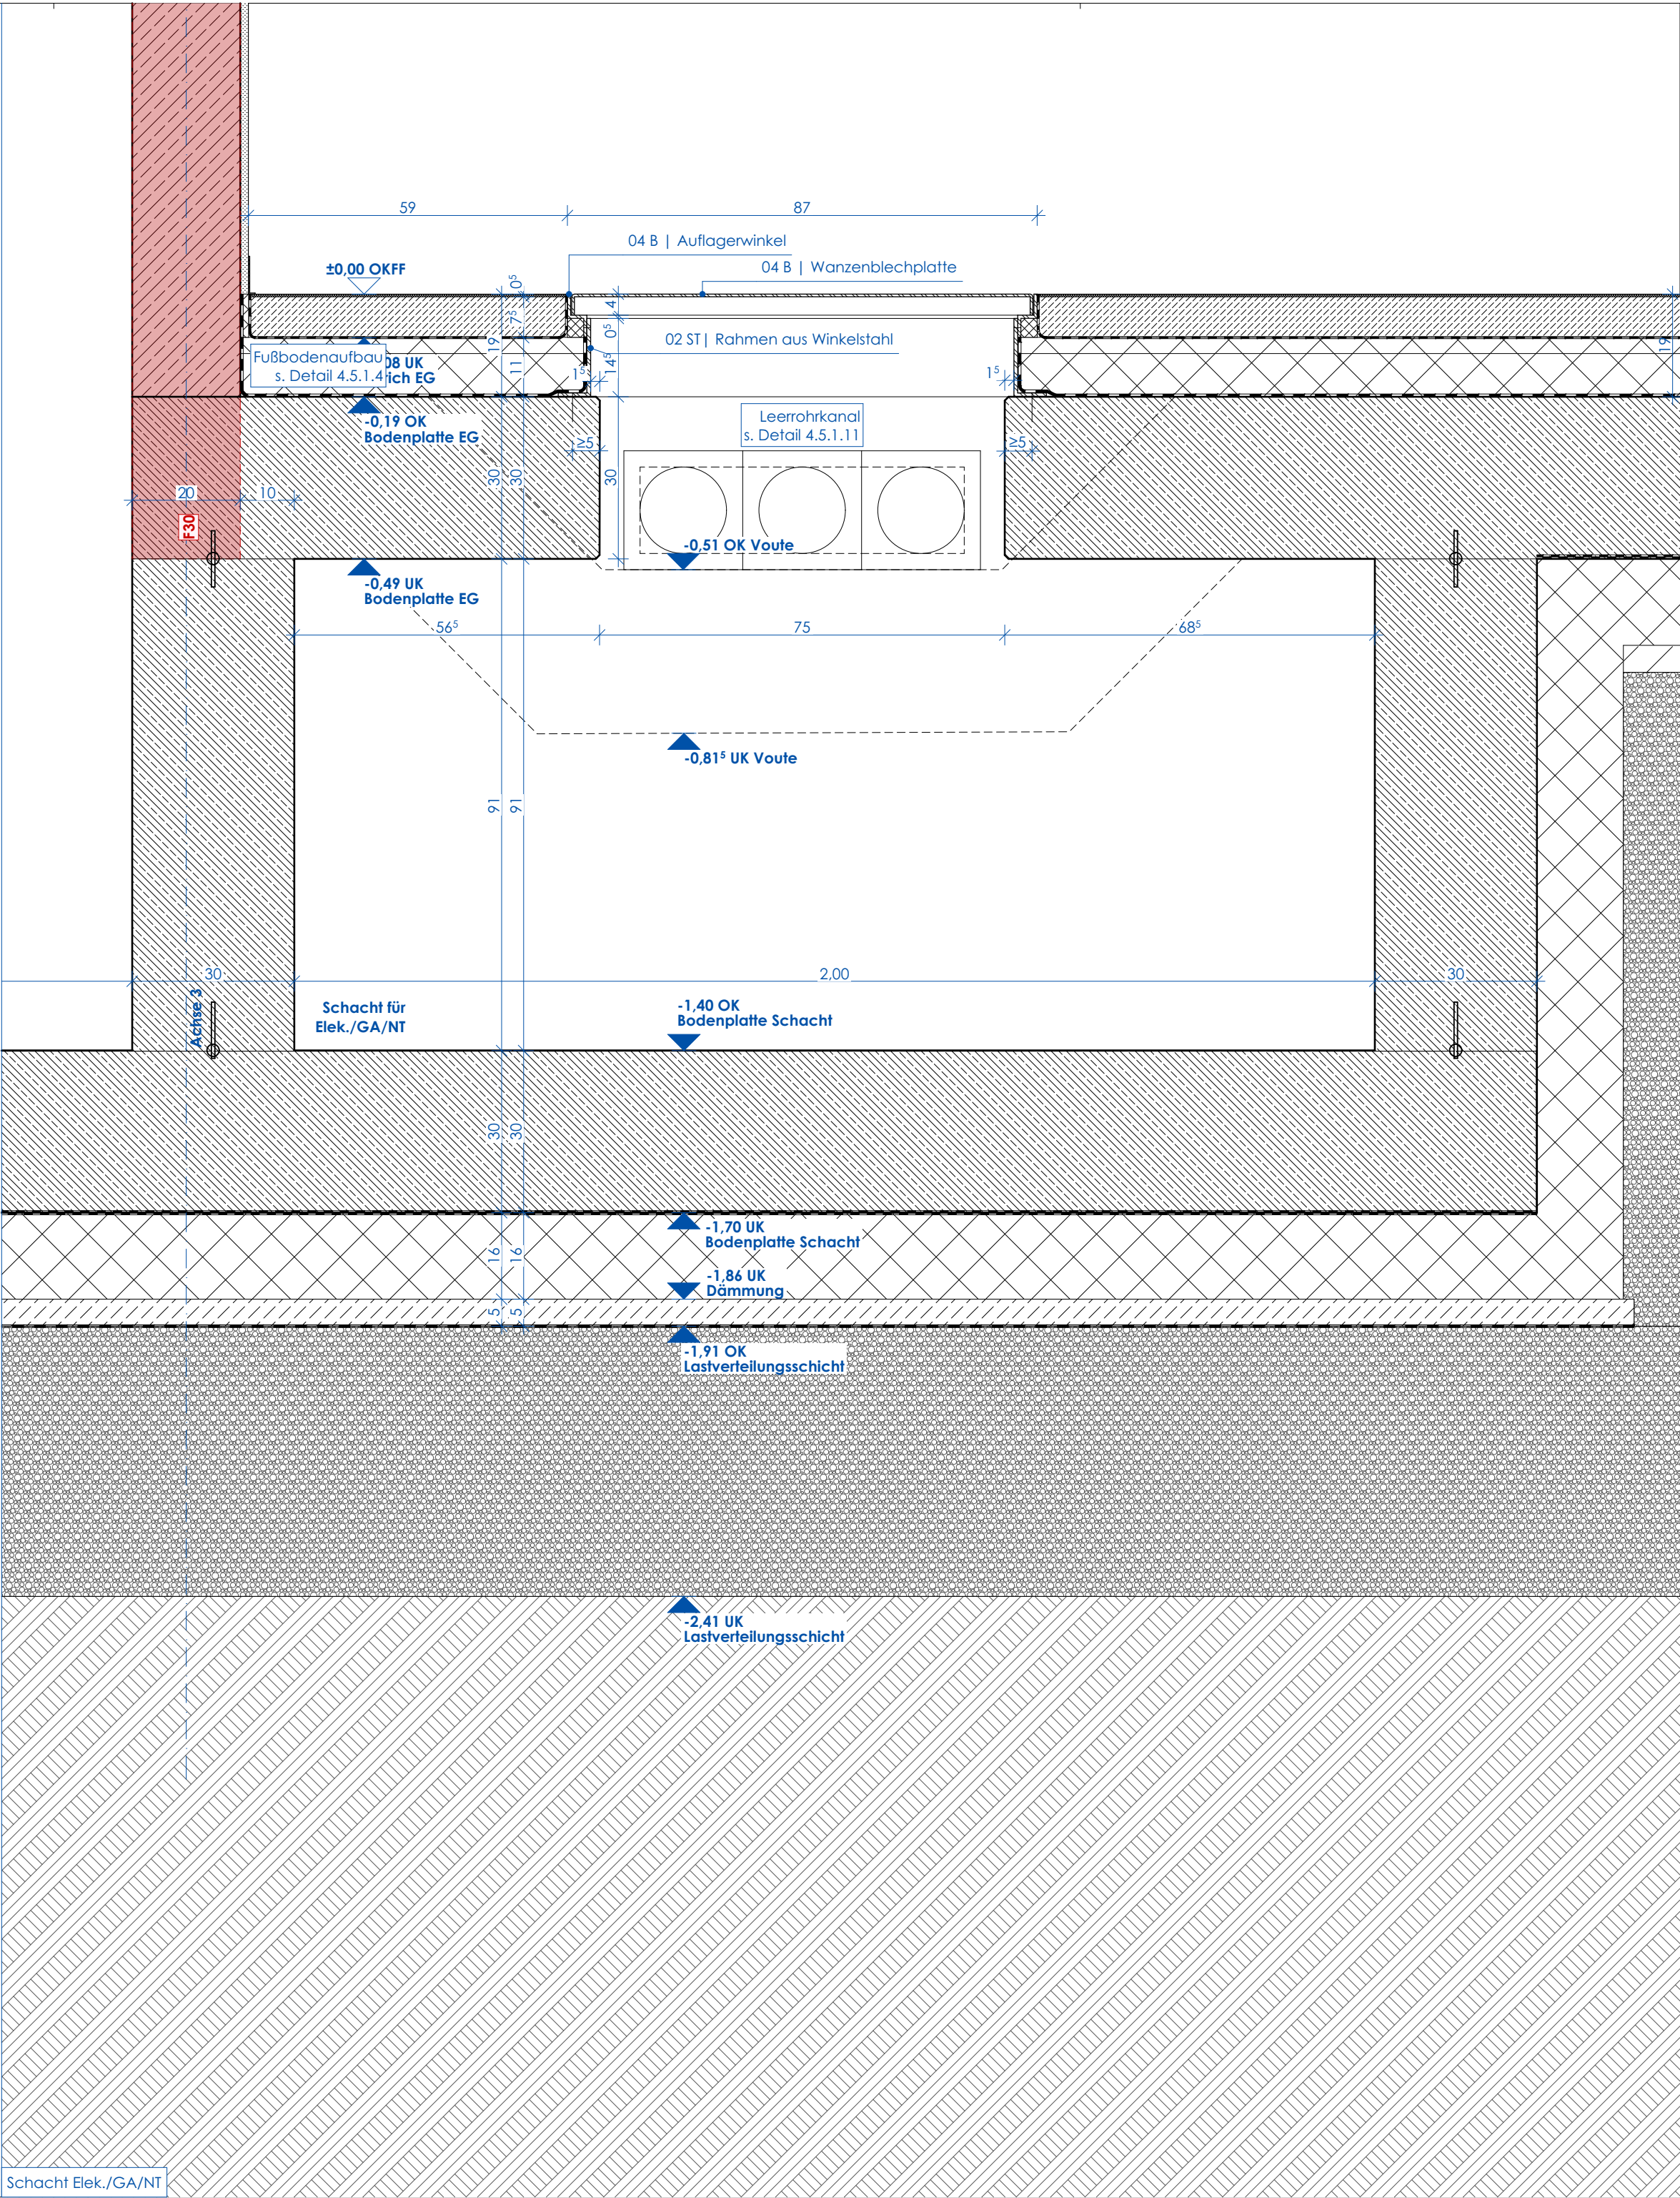 59
87
04 B | Auflagerwinkel
04 B | Wanzenblechplatte
±0,00 OKFF
0⁵
4
7⁵
19
0⁵
02 ST| Rahmen aus Winkelstahl
19
Fußbodenaufbau
s. Detail 4.5.1.4
08 UK
rich EG
11
14⁵
1⁵
1⁵
-0,19 OK
Bodenplatte EG
Leerrohrkanal
s. Detail 4.5.1.11
≥5
≥5
30
30
30
20
10
F30
-0,51 OK Voute
-0,49 UK
Bodenplatte EG
56⁵
75
68⁵
-0,81⁵ UK Voute
91
91
30
2,00
30
Achse 3
Schacht für
Elek./GA/NT
-1,40 OK
Bodenplatte Schacht
30
30
-1,70 UK
Bodenplatte Schacht
16
16
-1,86 UK
Dämmung
5
5
-1,91 OK
Lastverteilungsschicht
-2,41 UK
Lastverteilungsschicht
Schacht Elek./GA/NT